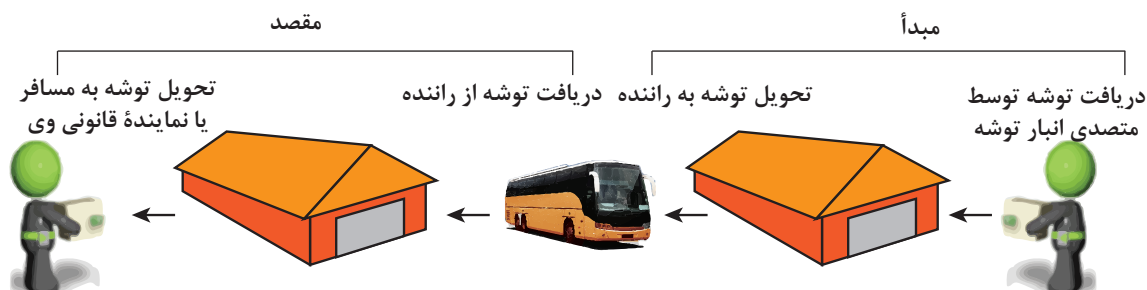 مبدأ
مقصد
دریافت توشه توسط
متصدی انبار توشه
تحویل توشه به راننده
دریافت توشه از راننده
تحویل توشه به مسافر
یا نمایندهٔ قانونی وی